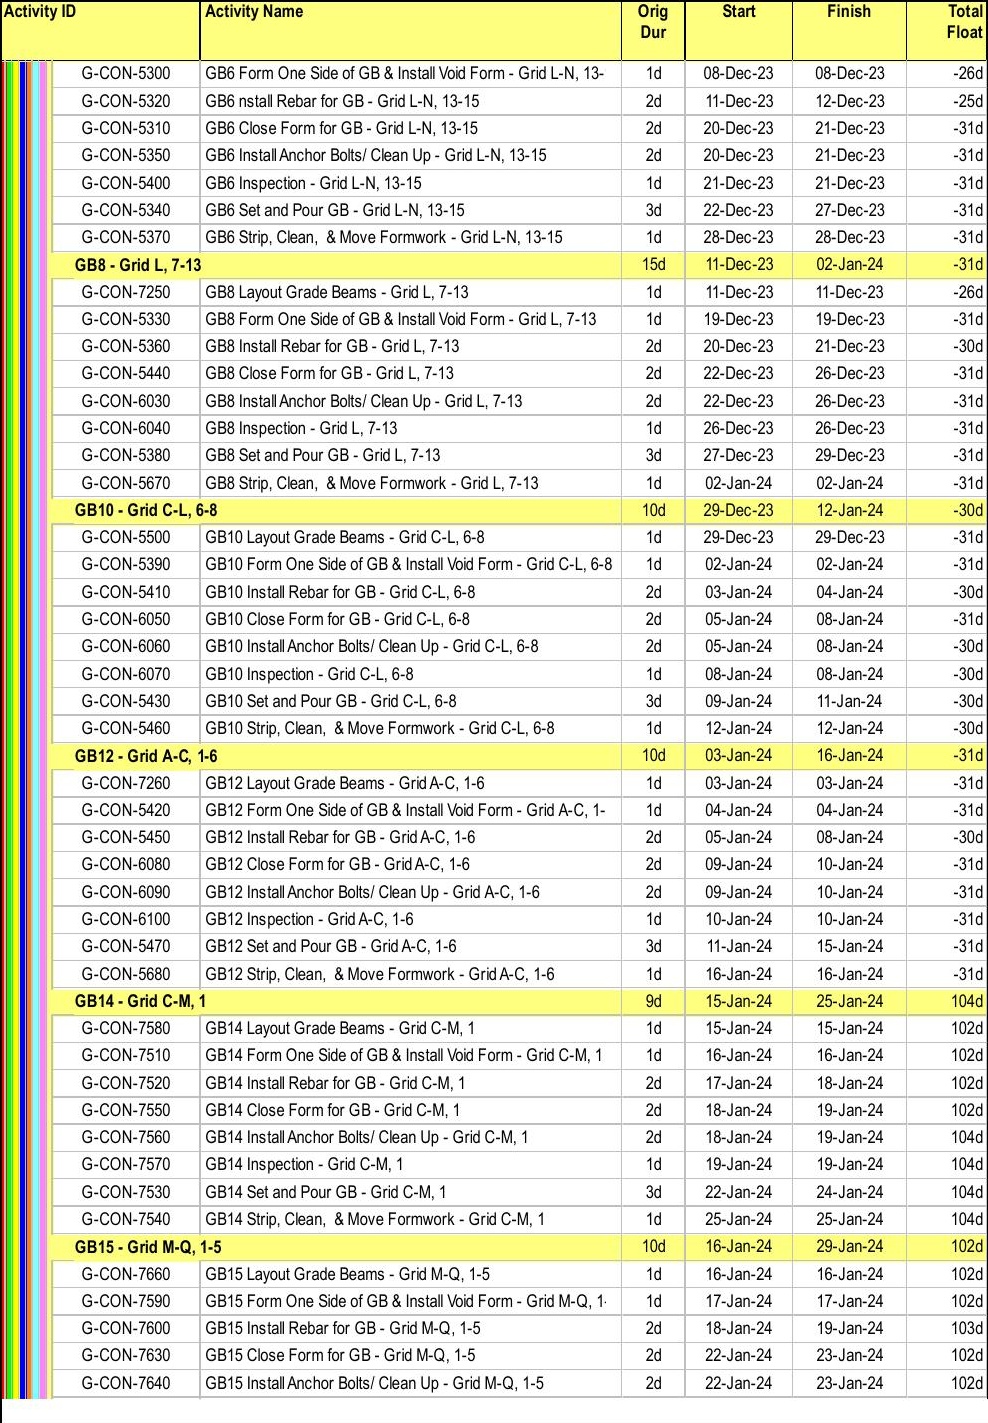 Activity ID Activity Name Orig Dur Start Finish Total Float
G-CON-5300 GB6 Form One Side of GB & Install Void Form - Grid L-N, 13- 1d 08-Dec-23 08-Dec-23 -26d
G-CON-5320 GB6 nstall Rebar for GB - Grid L-N, 13-15 2d 11-Dec-23 12-Dec-23 -25d
G-CON-5310 GB6 Close Form for GB - Grid L-N, 13-15 2d 20-Dec-23 21-Dec-23 -31d
G-CON-5350 GB6 Install Anchor Bolts/ Clean Up - Grid L-N, 13-15 2d 20-Dec-23 21-Dec-23 -31d
G-CON-5400 GB6 Inspection - Grid L-N, 13-15 1d 21-Dec-23 21-Dec-23 -31d
G-CON-5340 GB6 Set and Pour GB - Grid L-N, 13-15 3d 22-Dec-23 27-Dec-23 -31d
G-CON-5370 GB6 Strip, Clean, & Move Formwork - Grid L-N, 13-15 1d 28-Dec-23 28-Dec-23 -31d
GB8 - Grid L, 7-13 15d 11-Dec-23 02-Jan-24 -31d
G-CON-7250 GB8 Layout Grade Beams - Grid L, 7-13 1d 11-Dec-23 11-Dec-23 -26d
G-CON-5330 GB8 Form One Side of GB & Install Void Form - Grid L, 7-13 1d 19-Dec-23 19-Dec-23 -31d
G-CON-5360 GB8 Install Rebar for GB - Grid L, 7-13 2d 20-Dec-23 21-Dec-23 -30d
G-CON-5440 GB8 Close Form for GB - Grid L, 7-13 2d 22-Dec-23 26-Dec-23 -31d
G-CON-6030 GB8 Install Anchor Bolts/ Clean Up - Grid L, 7-13 2d 22-Dec-23 26-Dec-23 -31d
G-CON-6040 GB8 Inspection - Grid L, 7-13 1d 26-Dec-23 26-Dec-23 -31d
G-CON-5380 GB8 Set and Pour GB - Grid L, 7-13 3d 27-Dec-23 29-Dec-23 -31d
G-CON-5670 GB8 Strip, Clean, & Move Formwork - Grid L, 7-13 1d 02-Jan-24 02-Jan-24 -31d
GB10 - Grid C-L, 6-8 10d 29-Dec-23 12-Jan-24 -30d
G-CON-5500 GB10 Layout Grade Beams - Grid C-L, 6-8 1d 29-Dec-23 29-Dec-23 -31d
G-CON-5390 GB10 Form One Side of GB & Install Void Form - Grid C-L, 6-8 1d 02-Jan-24 02-Jan-24 -31d
G-CON-5410 GB10 Install Rebar for GB - Grid C-L, 6-8 2d 03-Jan-24 04-Jan-24 -30d
G-CON-6050 GB10 Close Form for GB - Grid C-L, 6-8 2d 05-Jan-24 08-Jan-24 -31d
G-CON-6060 GB10 Install Anchor Bolts/ Clean Up - Grid C-L, 6-8 2d 05-Jan-24 08-Jan-24 -30d
G-CON-6070 GB10 Inspection - Grid C-L, 6-8 1d 08-Jan-24 08-Jan-24 -30d
G-CON-5430 GB10 Set and Pour GB - Grid C-L, 6-8 3d 09-Jan-24 11-Jan-24 -30d
G-CON-5460 GB10 Strip, Clean, & Move Formwork - Grid C-L, 6-8 1d 12-Jan-24 12-Jan-24 -30d
GB12 - Grid A-C, 1-6 10d 03-Jan-24 16-Jan-24 -31d
G-CON-7260 GB12 Layout Grade Beams - Grid A-C, 1-6 1d 03-Jan-24 03-Jan-24 -31d
G-CON-5420 GB12 Form One Side of GB & Install Void Form - Grid A-C, 1- 1d 04-Jan-24 04-Jan-24 -31d
G-CON-5450 GB12 Install Rebar for GB - Grid A-C, 1-6 2d 05-Jan-24 08-Jan-24 -30d
G-CON-6080 GB12 Close Form for GB - Grid A-C, 1-6 2d 09-Jan-24 10-Jan-24 -31d
G-CON-6090 GB12 Install Anchor Bolts/ Clean Up - Grid A-C, 1-6 2d 09-Jan-24 10-Jan-24 -31d
G-CON-6100 GB12 Inspection - Grid A-C, 1-6 1d 10-Jan-24 10-Jan-24 -31d
G-CON-5470 GB12 Set and Pour GB - Grid A-C, 1-6 3d 11-Jan-24 15-Jan-24 -31d
G-CON-5680 GB12 Strip, Clean, & Move Formwork - Grid A-C, 1-6 1d 16-Jan-24 16-Jan-24 -31d
GB14 - Grid C-M, 1 9d 15-Jan-24 25-Jan-24 104d
G-CON-7580 GB14 Layout Grade Beams - Grid C-M, 1 1d 15-Jan-24 15-Jan-24 102d
G-CON-7510 GB14 Form One Side of GB & Install Void Form - Grid C-M, 1 1d 16-Jan-24 16-Jan-24 102d
G-CON-7520 GB14 Install Rebar for GB - Grid C-M, 1 2d 17-Jan-24 18-Jan-24 102d
G-CON-7550 GB14 Close Form for GB - Grid C-M, 1 2d 18-Jan-24 19-Jan-24 102d
G-CON-7560 GB14 Install Anchor Bolts/ Clean Up - Grid C-M, 1 2d 18-Jan-24 19-Jan-24 104d
G-CON-7570 GB14 Inspection - Grid C-M, 1 1d 19-Jan-24 19-Jan-24 104d
G-CON-7530 GB14 Set and Pour GB - Grid C-M, 1 3d 22-Jan-24 24-Jan-24 104d
G-CON-7540 GB14 Strip, Clean, & Move Formwork - Grid C-M, 1 1d 25-Jan-24 25-Jan-24 104d
GB15 - Grid M-Q, 1-5 10d 16-Jan-24 29-Jan-24 102d
G-CON-7660 GB15 Layout Grade Beams - Grid M-Q, 1-5 1d 16-Jan-24 16-Jan-24 102d
G-CON-7590 GB15 Form One Side of GB & Install Void Form - Grid M-Q, 1- 1d 17-Jan-24 17-Jan-24 102d
G-CON-7600 GB15 Install Rebar for GB - Grid M-Q, 1-5 2d 18-Jan-24 19-Jan-24 103d
G-CON-7630 GB15 Close Form for GB - Grid M-Q, 1-5 2d 22-Jan-24 23-Jan-24 102d
G-CON-7640 GB15 Install Anchor Bolts/ Clean Up - Grid M-Q, 1-5 2d 22-Jan-24 23-Jan-24 102d